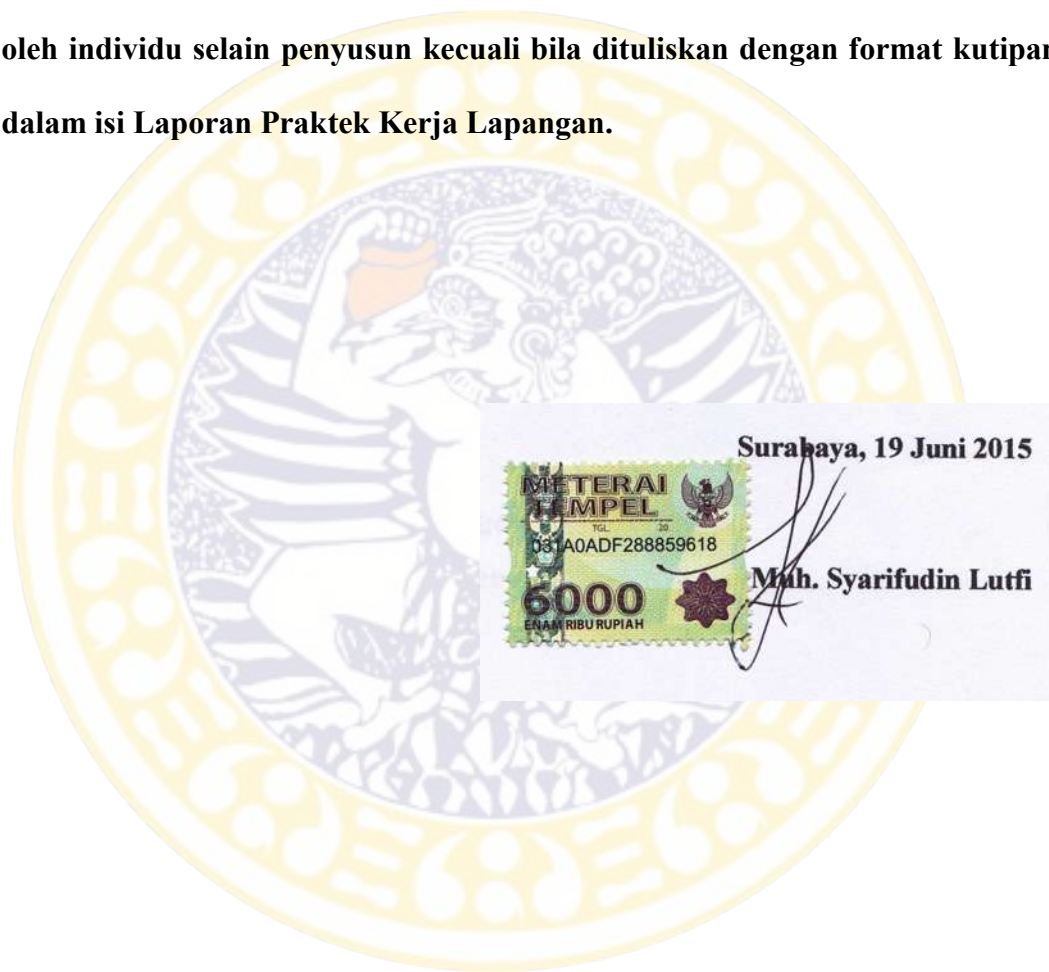 oleh individu selain penyusun kecuali bila dituliskan dengan format kutipan
dalam isi Laporan Praktek Kerja Lapangan.
Surabaya, 19 Juni 2015
METERAI
TEMPEL
TGL. 20
031A0ADF288859618
6000
ENAM RIBU RUPIAH
Muh. Syarifudin Lutfi